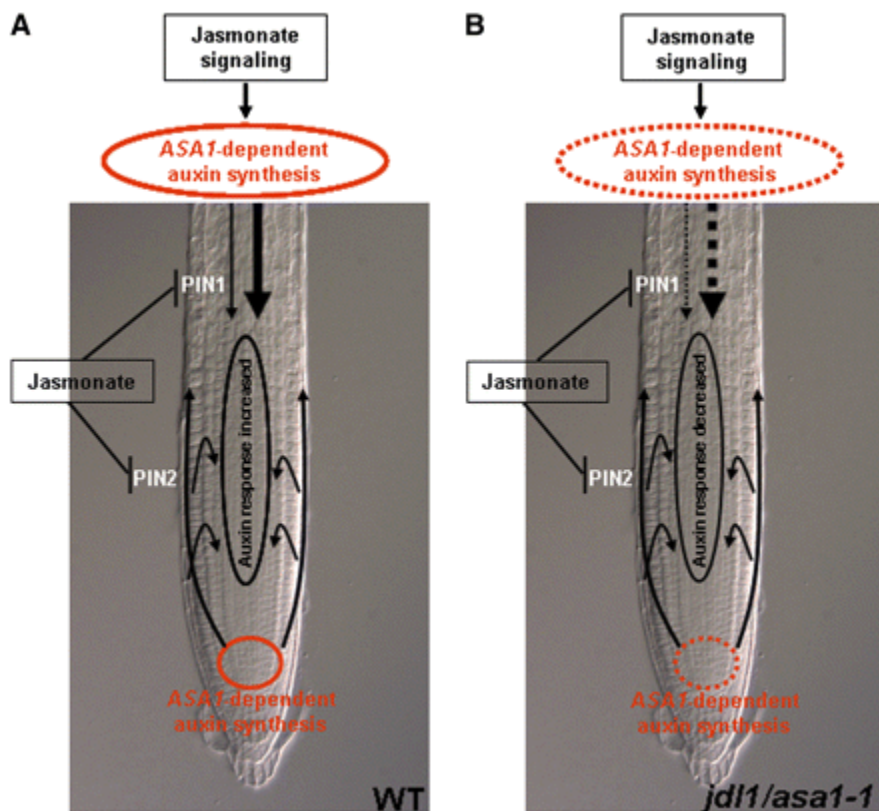 A
Jasmonate
signaling
ASA1-dependent
auxin synthesis
PIN1
Jasmonate
Auxin response increased
PIN2
ASA1-dependent
auxin synthesis
WT
B
Jasmonate
signaling
ASA1-dependent
auxin synthesis
PIN1
Jasmonate
Auxin response decreased
PIN2
ASA1-dependent
auxin synthesis
jdl1/asa1-1